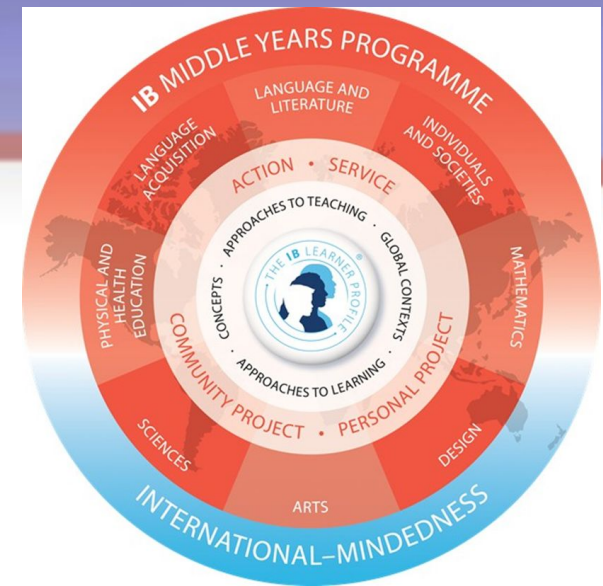 IB MIDDLE YEARS PROGRAMME
LANGUAGE AND
LITERATURE
INDIVIDUALS
AND SOCIETIES
MATHEMATICS
DESIGN
ARTS
SCIENCES
PHYSICAL AND
HEALTH
EDUCATION
LANGUAGE
ACQUISITION
ACTION • SERVICE
COMMUNITY PROJECT • PERSONAL PROJECT
APPROACHES TO TEACHING · GLOBAL CONTEXTS ·
APPROACHES TO LEARNING · CONCEPTS ·
THE IB LEARNER PROFILE ®
INTERNATIONAL–MINDEDNESS